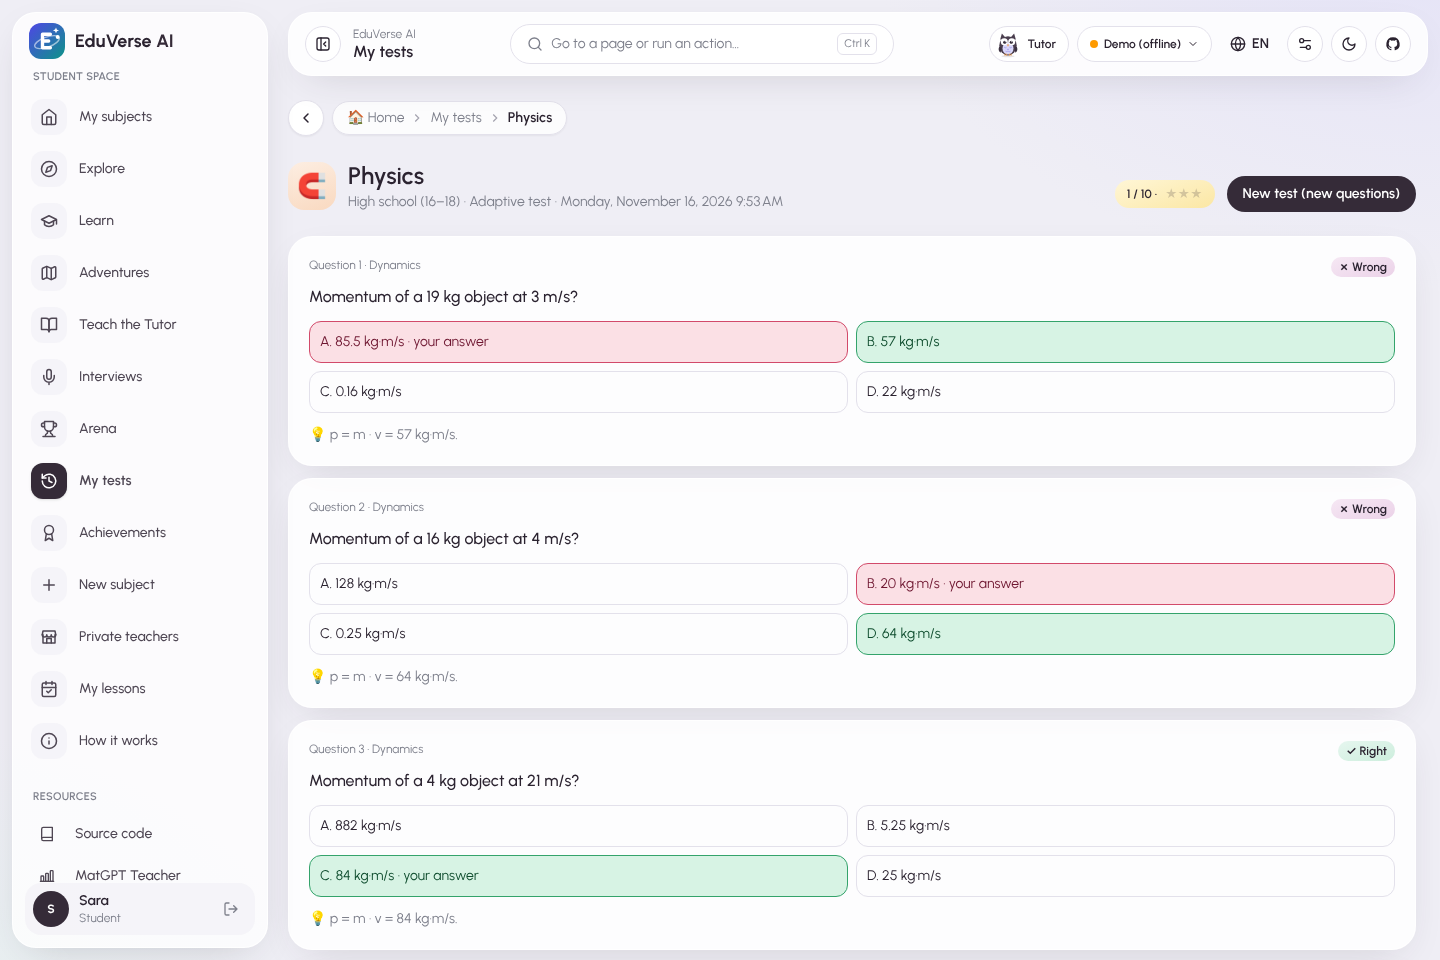 EduVerse AI
STUDENT SPACE
My subjects
Explore
Learn
Adventures
Teach the Tutor
Interviews
Arena
My tests
Achievements
New subject
Private teachers
My lessons
How it works
RESOURCES
Source code
MatGPT Teacher
S
Sara
Student
EduVerse AI
My tests
Go to a page or run an action...
Ctrl K
Tutor
Demo (offline)
EN
Home
My tests
Physics
Physics
High school (16–18) · Adaptive test · Monday, November 16, 2026 9:53 AM
1 / 10 · ★★★
New test (new questions)
Question 1 · Dynamics
× Wrong
Momentum of a 19 kg object at 3 m/s?
A. 85.5 kg·m/s · your answer
B. 57 kg·m/s
C. 0.16 kg·m/s
D. 22 kg·m/s
💡 p = m · v = 57 kg·m/s.
Question 2 · Dynamics
× Wrong
Momentum of a 16 kg object at 4 m/s?
A. 128 kg·m/s
B. 20 kg·m/s · your answer
C. 0.25 kg·m/s
D. 64 kg·m/s
💡 p = m · v = 64 kg·m/s.
Question 3 · Dynamics
✓ Right
Momentum of a 4 kg object at 21 m/s?
A. 882 kg·m/s
B. 5.25 kg·m/s
C. 84 kg·m/s · your answer
D. 25 kg·m/s
💡 p = m · v = 84 kg·m/s.